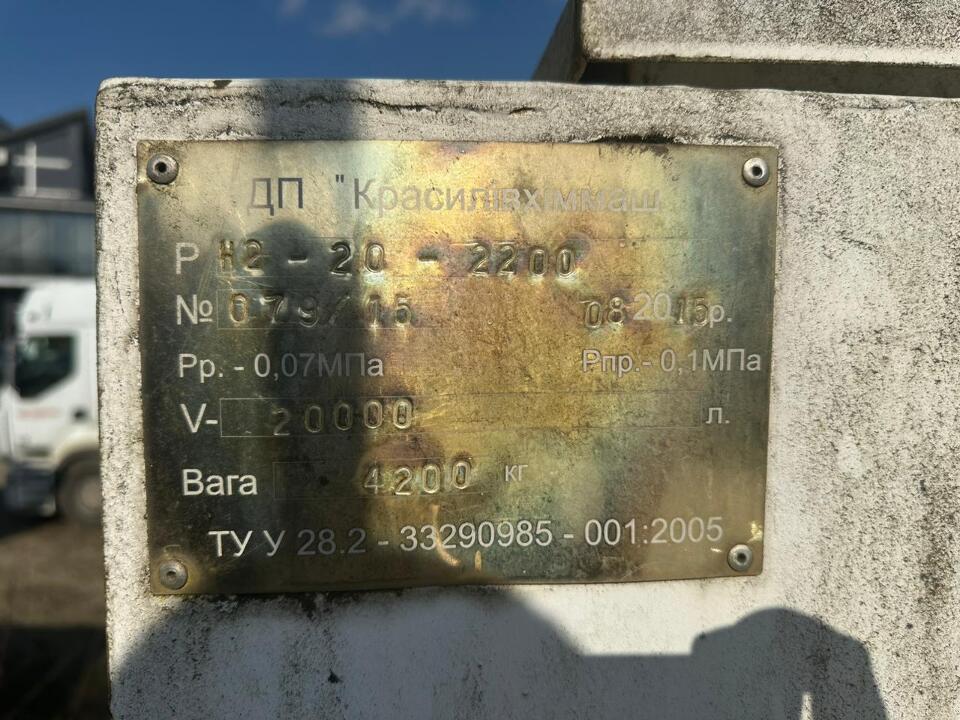 ДП "Красилівхіммаш
Р Н2 - 20 - 2200
№ 079/15 08 2015р.
Рр. - 0,07МПа Рпр.- 0,1МПа
V- 20000 л.
Вага 4200 кг
ТУ У 28.2 - 33290985 - 001:2005